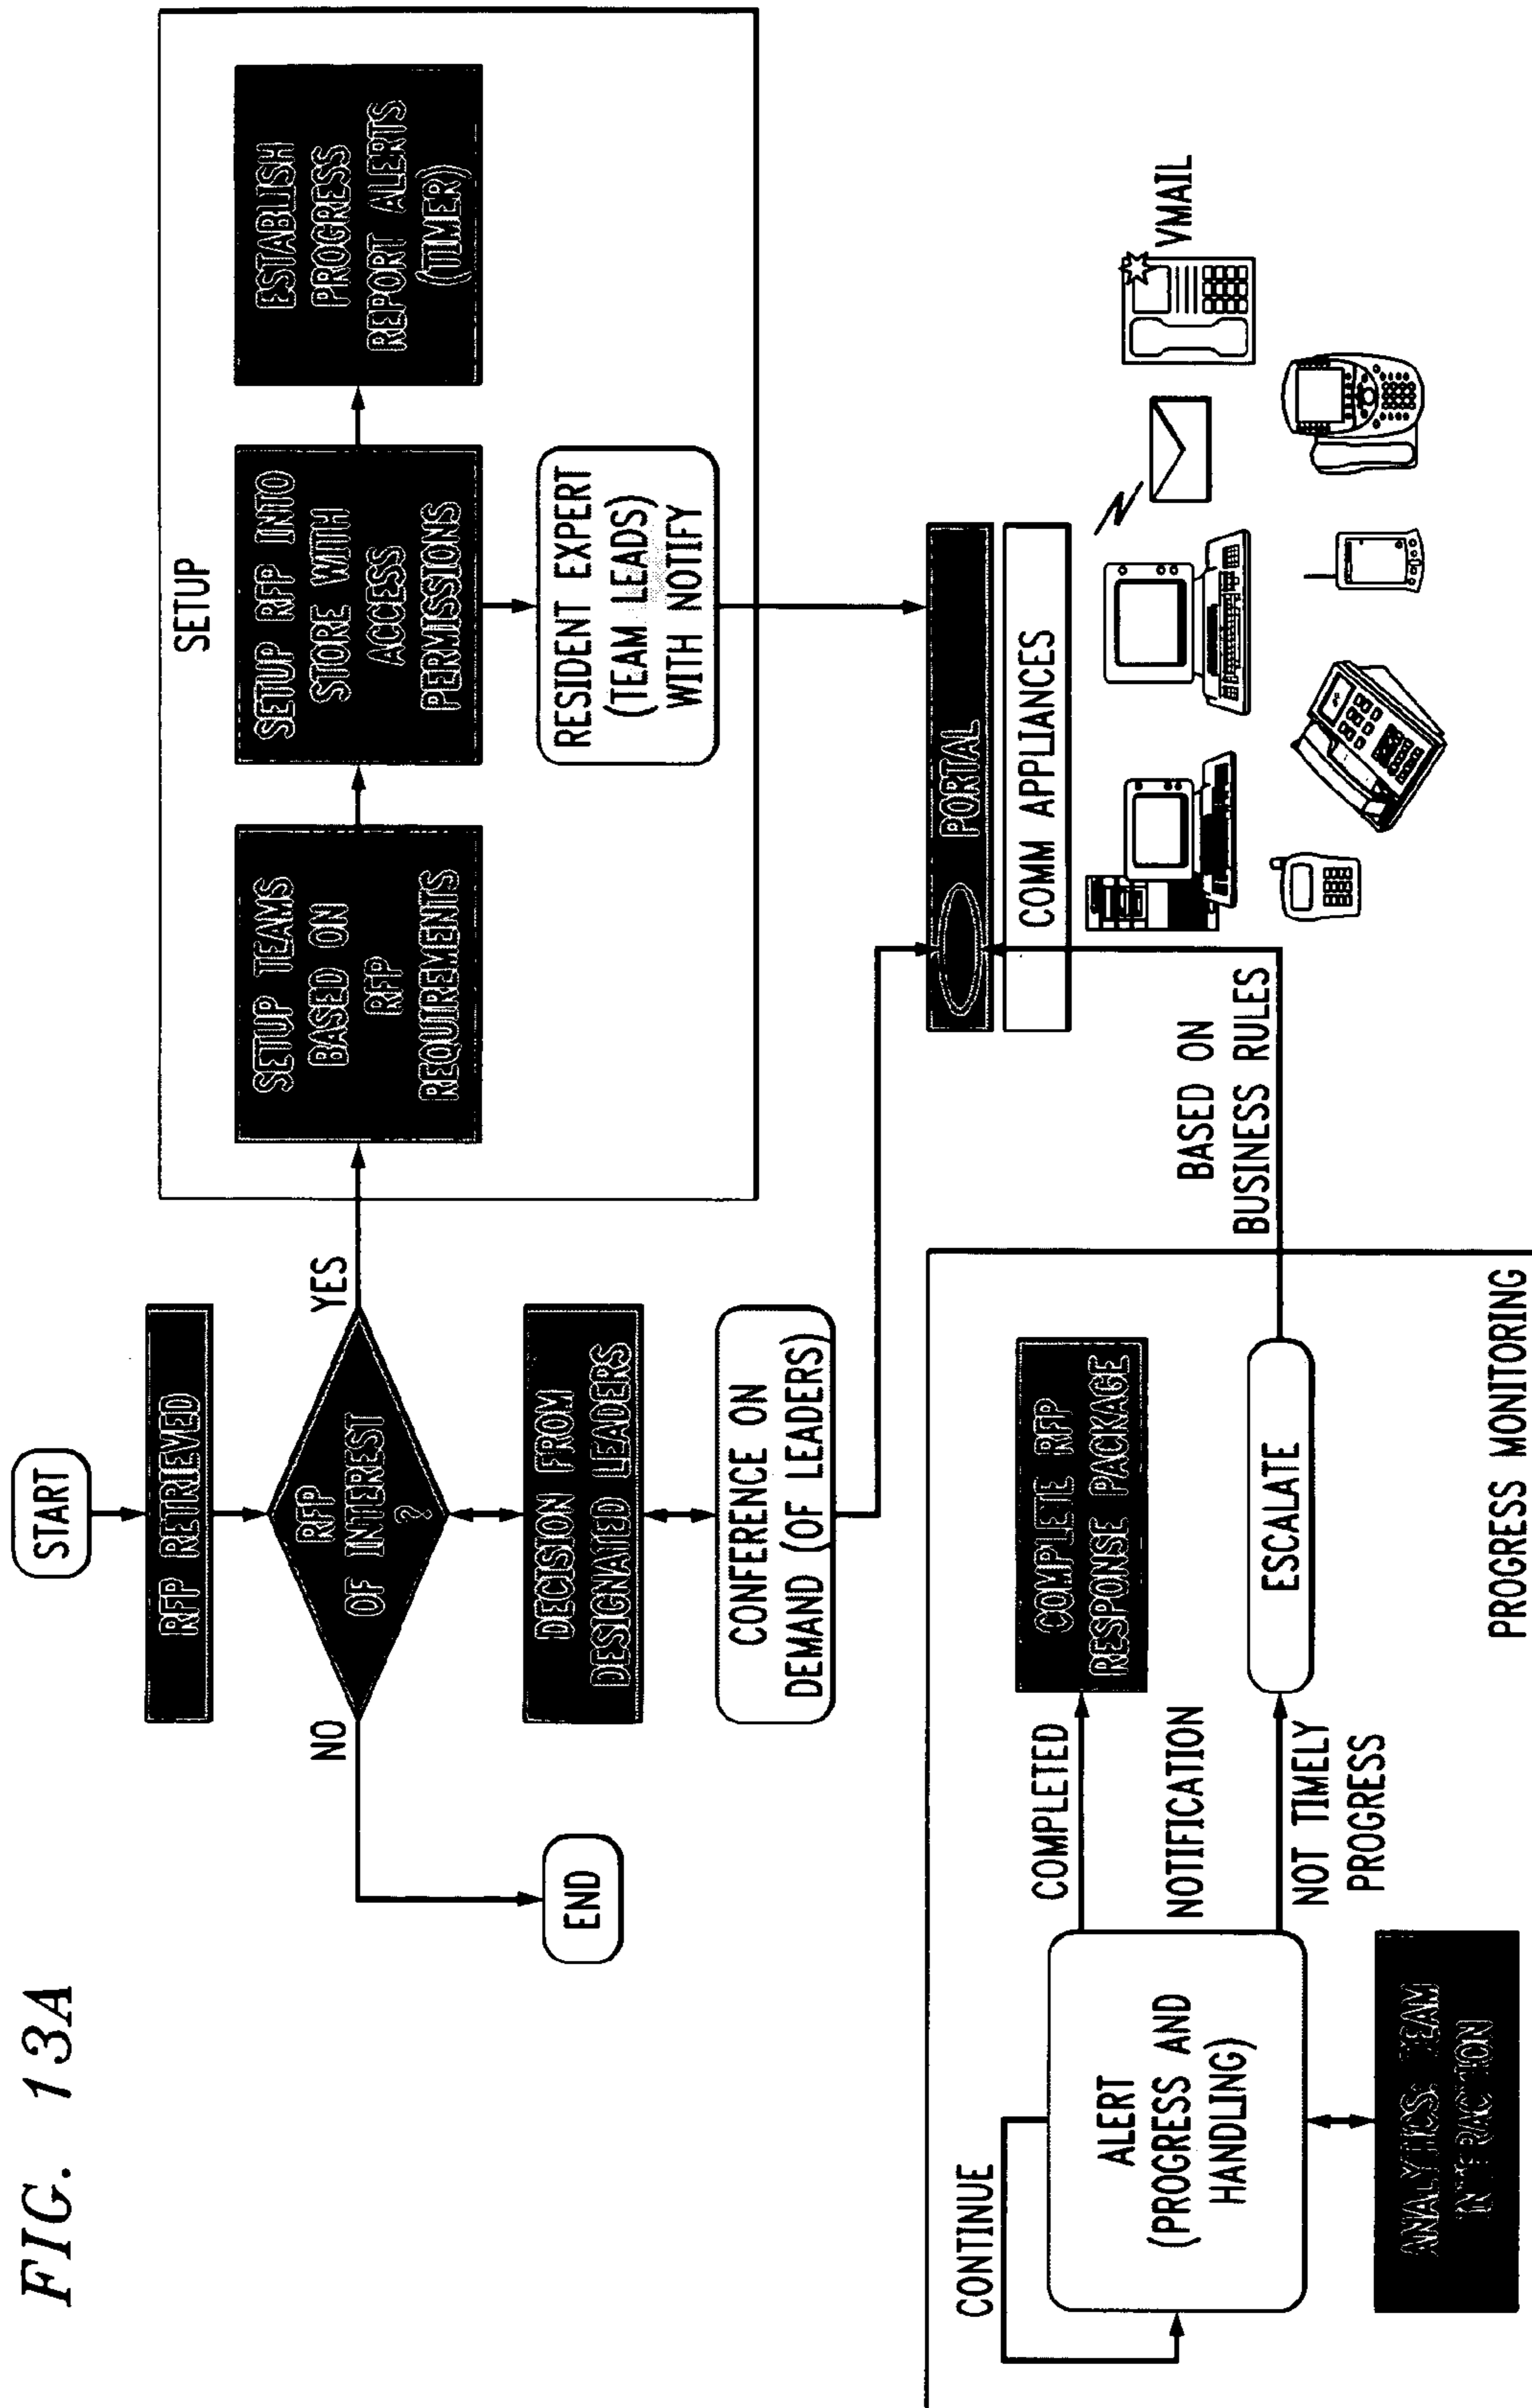 FIG. 13A
START
RFP RETRIEVED
RFP
OF INTEREST
?
NO
YES
END
DECISION FROM
DESIGNATED LEADERS
CONFERENCE ON
DEMAND (OF LEADERS)
SETUP
SETUP TEAMS
BASED ON
RFP
REQUIREMENTS
SETUP RFP INTO
STORE WITH
ACCESS
PERMISSIONS
ESTABLISH
PROGRESS
REPORT ALERTS
(TIMER)
RESIDENT EXPERT
(TEAM LEADS)
WITH NOTIFY
PORTAL
COMM APPLIANCES
VMAIL
BASED ON
BUSINESS RULES
CONTINUE
ALERT
(PROGRESS AND
HANDLING)
COMPLETED
NOTIFICATION
NOT TIMELY
PROGRESS
COMPLETE RFP
RESPONSE PACKAGE
ESCALATE
ANALYTICS: TEAM
INTERACTION
PROGRESS MONITORING